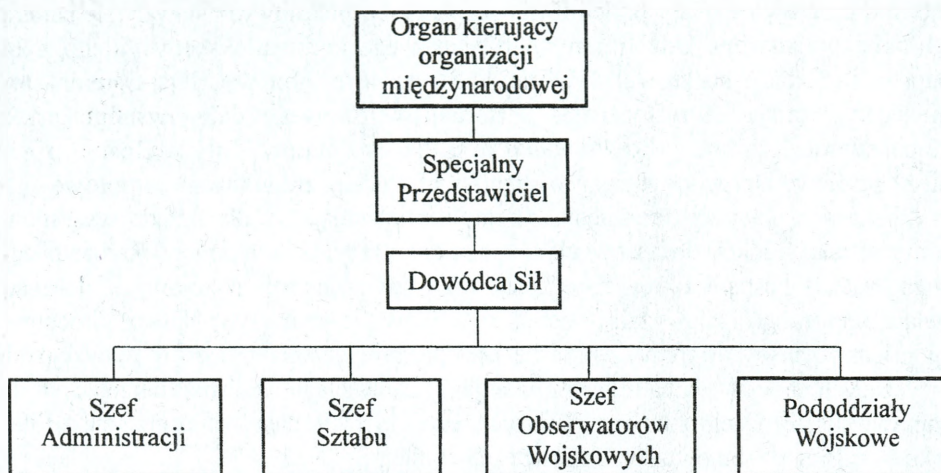 Organ kierujący
organizacji
międzynarodowej
Specjalny
Przedstawiciel
Dowódca Sił
Szef
Administracji
Szef
Sztabu
Szef
Obserwatorów
Wojskowych
Pododdziały
Wojskowe